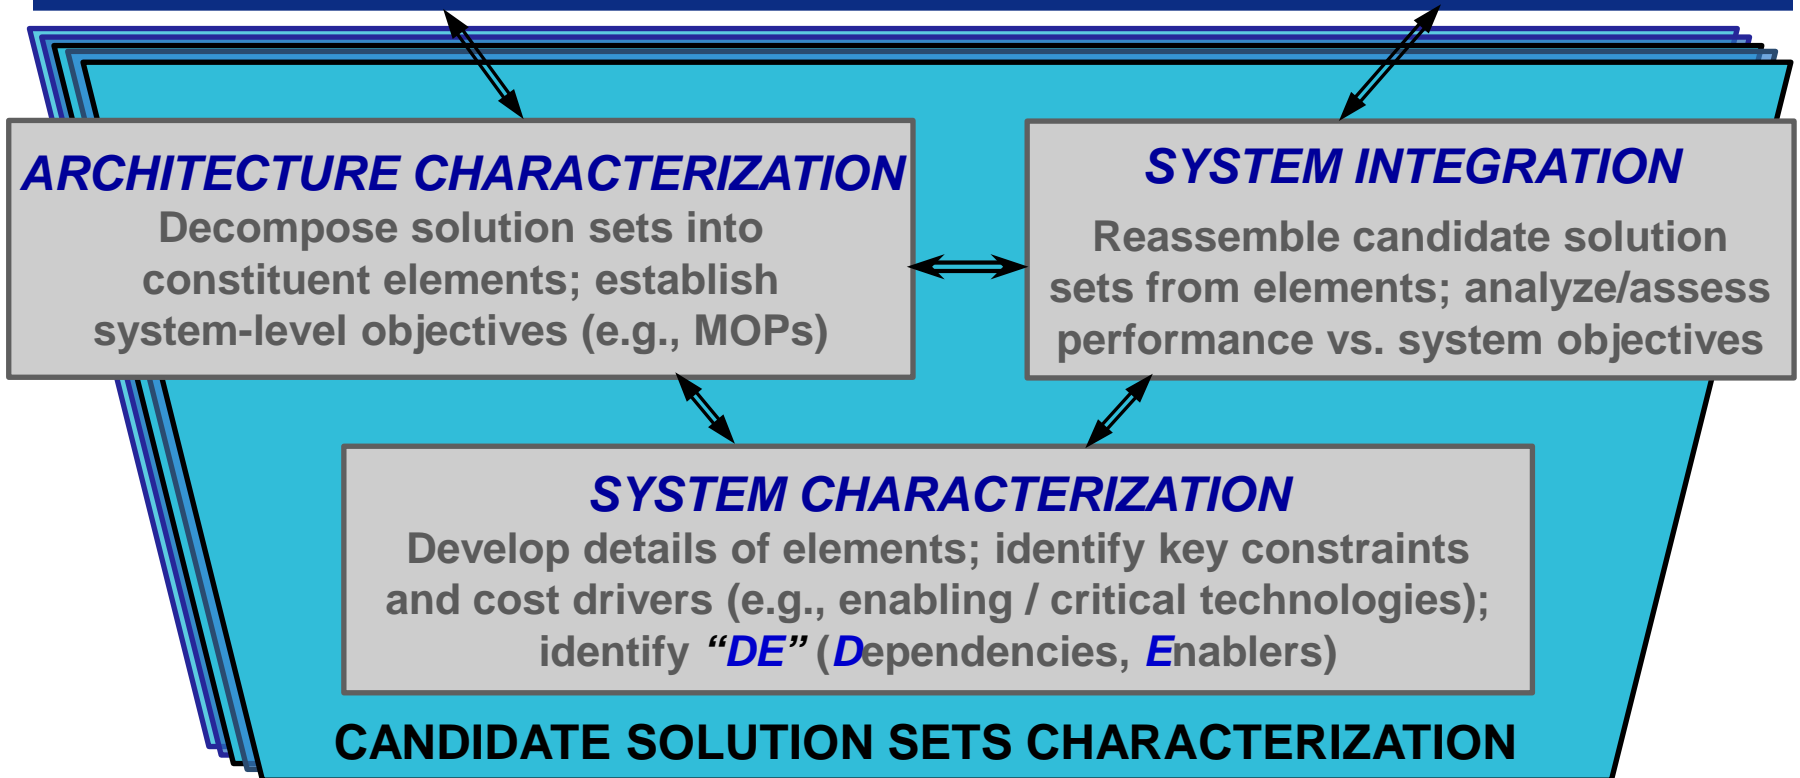 ARCHITECTURE CHARACTERIZATION
Decompose solution sets into
constituent elements; establish
system-level objectives (e.g., MOPs)
SYSTEM INTEGRATION
Reassemble candidate solution
sets from elements; analyze/assess
performance vs. system objectives
SYSTEM CHARACTERIZATION
Develop details of elements; identify key constraints
and cost drivers (e.g., enabling / critical technologies);
identify “DE” (Dependencies, Enablers)
CANDIDATE SOLUTION SETS CHARACTERIZATION